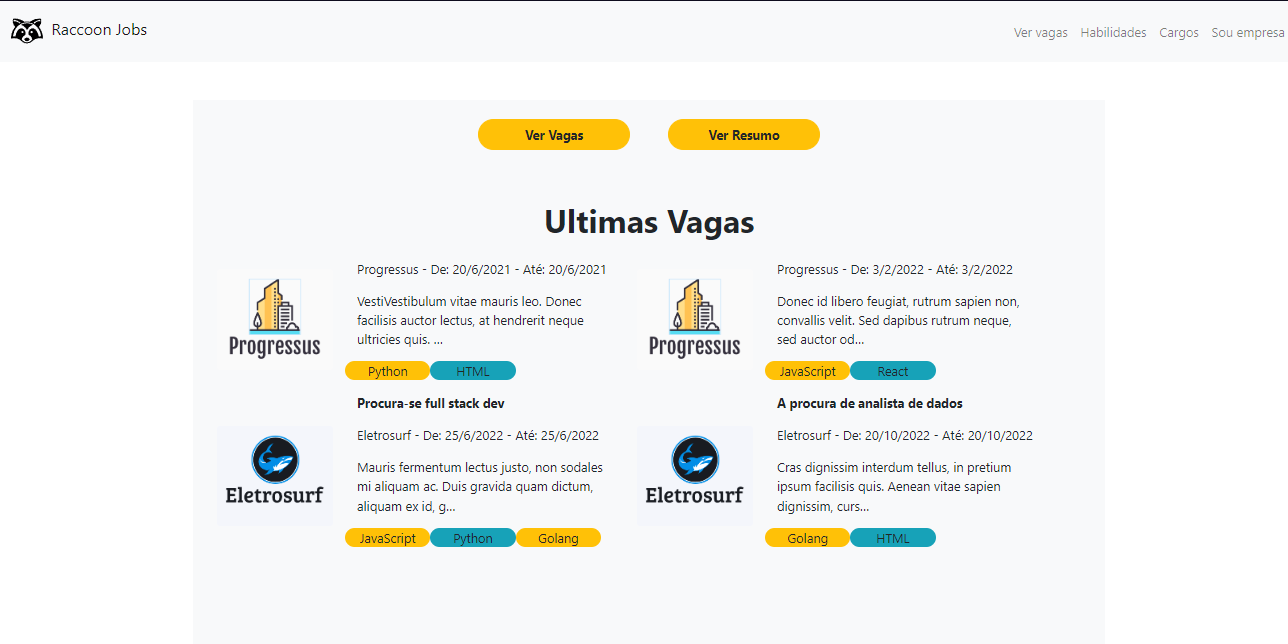 Raccoon Jobs
Ver vagas Habilidades Cargos Sou empresa
Ver Vagas
Ver Resumo
Ultimas Vagas
Progressus
Progressus - De: 20/6/2021 - Até: 20/6/2021
VestiVestibulum vitae mauris leo. Donec
facilisis auctor lectus, at hendrerit neque
ultricies quis. ...
Python HTML
Progressus
Progressus - De: 3/2/2022 - Até: 3/2/2022
Donec id libero feugiat, rutrum sapien non,
convallis velit. Sed dapibus rutrum neque,
sed auctor od...
JavaScript React
Eletrosurf
Procura-se full stack dev
Eletrosurf - De: 25/6/2022 - Até: 25/6/2022
Mauris fermentum lectus justo, non sodales
mi aliquam ac. Duis gravida quam dictum,
aliquam ex id, g...
JavaScript Python Golang
Eletrosurf
A procura de analista de dados
Eletrosurf - De: 20/10/2022 - Até: 20/10/2022
Cras dignissim interdum tellus, in pretium
ipsum facilisis quis. Aenean vitae sapien
dignissim, curs...
Golang HTML